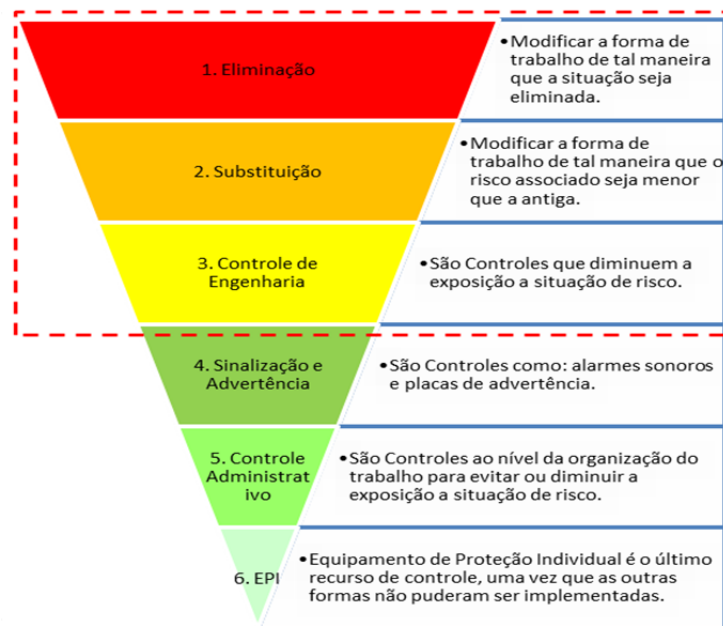 1. Eliminação
•Modificar a forma de
trabalho de tal maneira
que a situação seja
eliminada.
2. Substituição
•Modificar a forma de
trabalho de tal maneira que o
risco associado seja menor
que a antiga.
3. Controle de
Engenharia
•São Controles que diminuem a
exposição a situação de risco.
4. Sinalização e
Advertência
•São Controles como: alarmes sonoros
e placas de advertência.
5. Controle
Administrat
ivo
•São Controles ao nível da organização do
trabalho para evitar ou diminuir a
exposição a situação de risco.
6. EPI
•Equipamento de Proteção Individual é o último
recurso de controle, uma vez que as outras
formas não puderam ser implementadas.